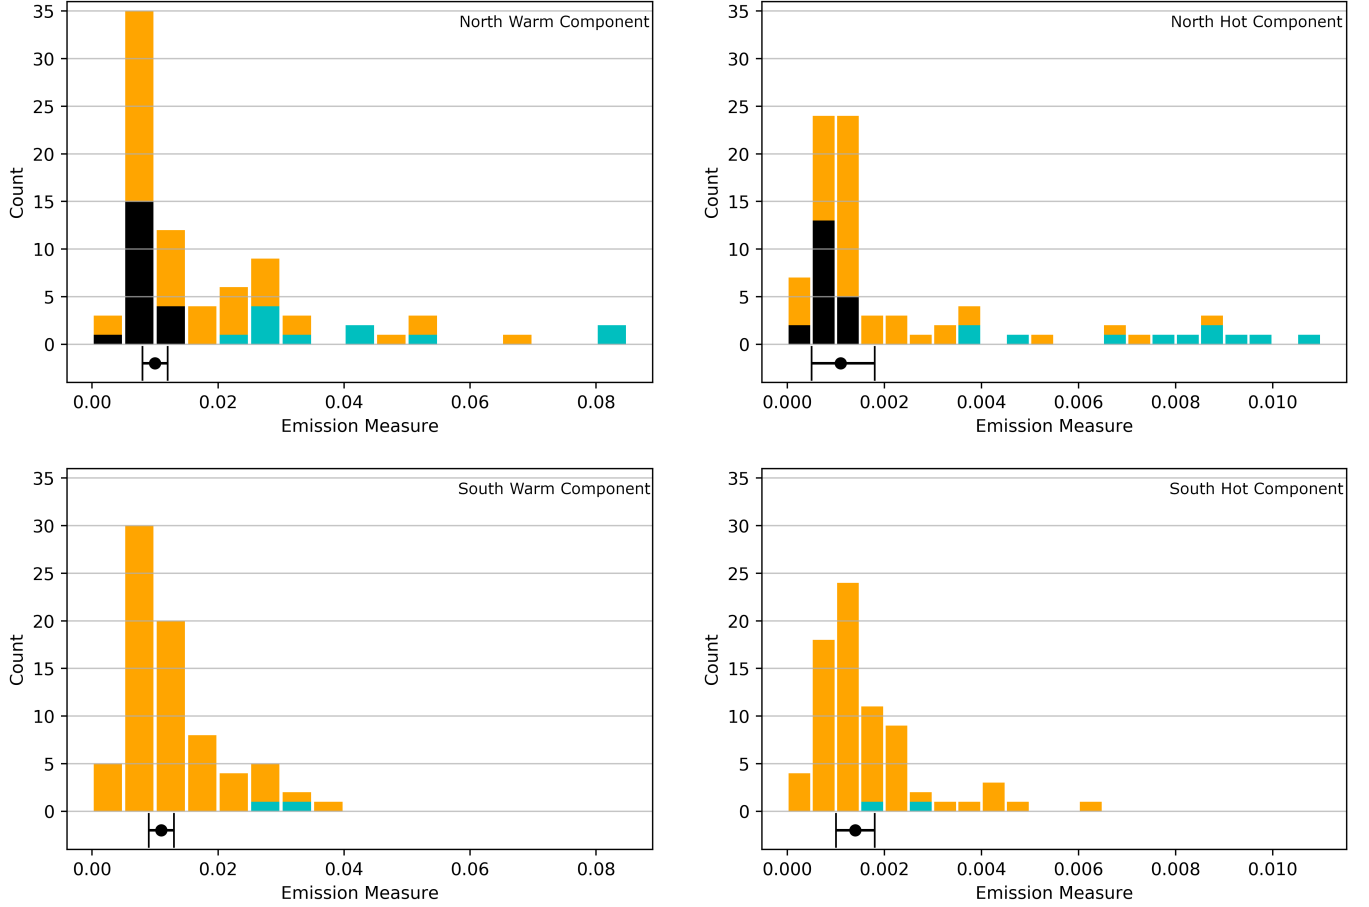 North Warm Component
35
30
25
20
15
10
5
0
Count
0.00 0.02 0.04 0.06 0.08
Emission Measure
North Hot Component
35
30
25
20
15
10
5
0
Count
0.000 0.002 0.004 0.006 0.008 0.010
Emission Measure
South Warm Component
35
30
25
20
15
10
5
0
Count
0.00 0.02 0.04 0.06 0.08
Emission Measure
South Hot Component
35
30
25
20
15
10
5
0
Count
0.000 0.002 0.004 0.006 0.008 0.010
Emission Measure